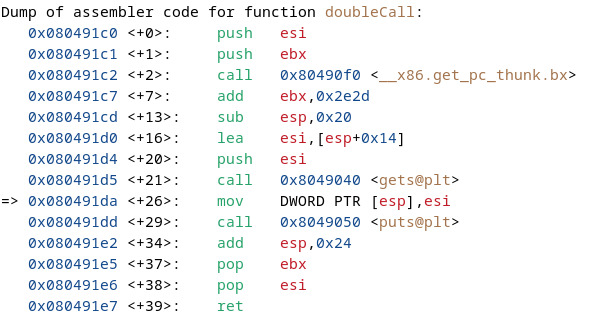 Dump of assembler code for function doubleCall:
   0x080491c0 <+0>:     push   esi
   0x080491c1 <+1>:     push   ebx
   0x080491c2 <+2>:     call   0x80490f0 <__x86.get_pc_thunk.bx>
   0x080491c7 <+7>:     add    ebx,0x2e2d
   0x080491cd <+13>:    sub    esp,0x20
   0x080491d0 <+16>:    lea    esi,[esp+0x14]
   0x080491d4 <+20>:    push   esi
   0x080491d5 <+21>:    call   0x8049040 <gets@plt>
=> 0x080491da <+26>:    mov    DWORD PTR [esp],esi
   0x080491dd <+29>:    call   0x8049050 <puts@plt>
   0x080491e2 <+34>:    add    esp,0x24
   0x080491e5 <+37>:    pop    ebx
   0x080491e6 <+38>:    pop    esi
   0x080491e7 <+39>:    ret